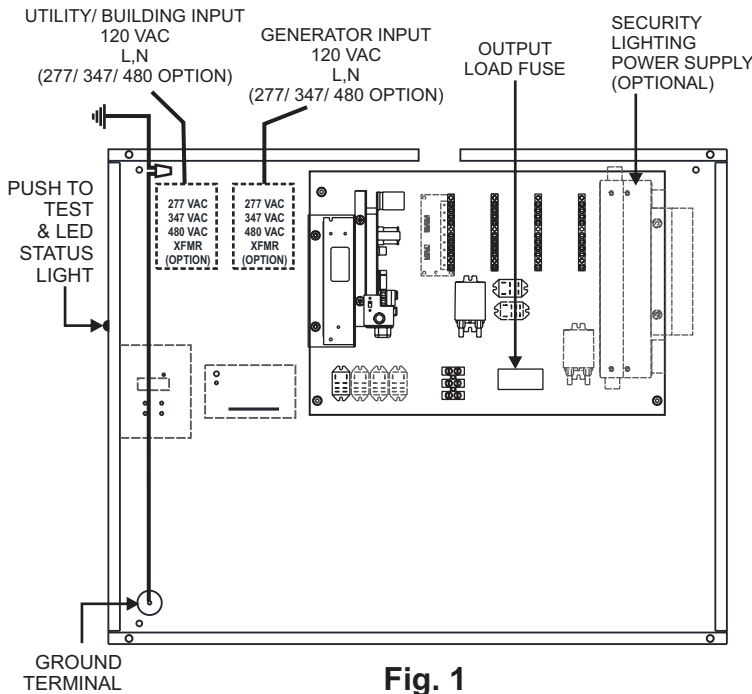 UTILITY/ BUILDING INPUT
120 VAC
L,N
(277/ 347/ 480 OPTION)
GENERATOR INPUT
120 VAC
L,N
(277/ 347/ 480 OPTION)
OUTPUT
LOAD FUSE
SECURITY
LIGHTING
POWER SUPPLY
(OPTIONAL)
PUSH TO
TEST
& LED
STATUS
LIGHT
277 VAC
347 VAC
480 VAC
XFMR
(OPTION)
277 VAC
347 VAC
480 VAC
XFMR
(OPTION)
GROUND
TERMINAL
Fig. 1